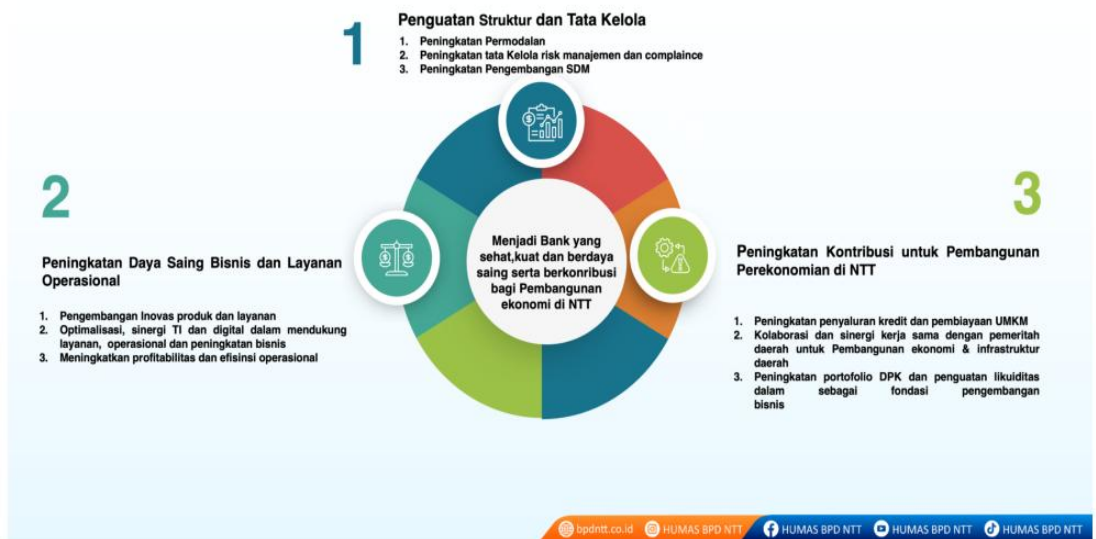 1
Penguatan Struktur dan Tata Kelola
1. Peningkatan Permodalan
2. Peningkatan tata Kelola risk manajemen dan complaince
3. Peningkatan Pengembangan SDM
2
Peningkatan Daya Saing Bisnis dan Layanan
Operasional
1. Pengembangan Inovas produk dan layanan
2. Optimalisasi, sinergi TI dan digital dalam mendukung
layanan, operasional dan peningkatan bisnis
3. Meningkatkan profitabilitas dan efisinsi operasional
Menjadi Bank yang
sehat,kuat dan berdaya
saing serta berkonribusi
bagi Pembangunan
ekonomi di NTT
3
Peningkatan Kontribusi untuk Pembangunan
Perekonomian di NTT
1. Peningkatan penyaluran kredit dan pembiayaan UMKM
2. Kolaborasi dan sinergi kerja sama dengan pemeritah
daerah untuk Pembangunan ekonomi & infrastruktur
daerah
3. Peningkatan portofolio DPK dan penguatan likuiditas
dalam sebagai fondasi pengembangan
bisnis
bpdntt.co.id HUMAS BPD NTT HUMAS BPD NTT HUMAS BPD NTT HUMAS BPD NTT